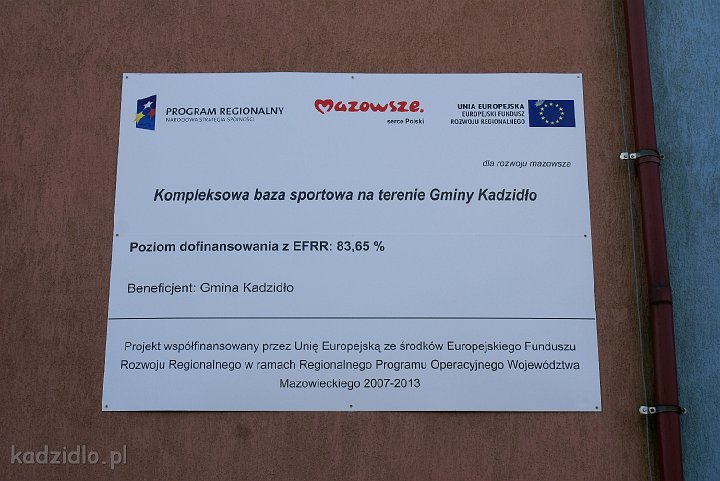 PROGRAM REGIONALNY
NARODOWA STRATEGIA SPÓJNOŚCI
Mazowsze.
serce Polski
UNIA EUROPEJSKA
EUROPEJSKI FUNDUSZ
ROZWOJU REGIONALNEGO
dla rozwoju mazowsza
Kompleksowa baza sportowa na terenie Gminy Kadzidło
Poziom dofinansowania z EFRR: 83,65 %
Beneficjent: Gmina Kadzidło
Projekt współfinansowany przez Unię Europejską ze środków Europejskiego Funduszu
Rozwoju Regionalnego w ramach Regionalnego Programu Operacyjnego Województwa
Mazowieckiego 2007-2013
kadzidlo.pl